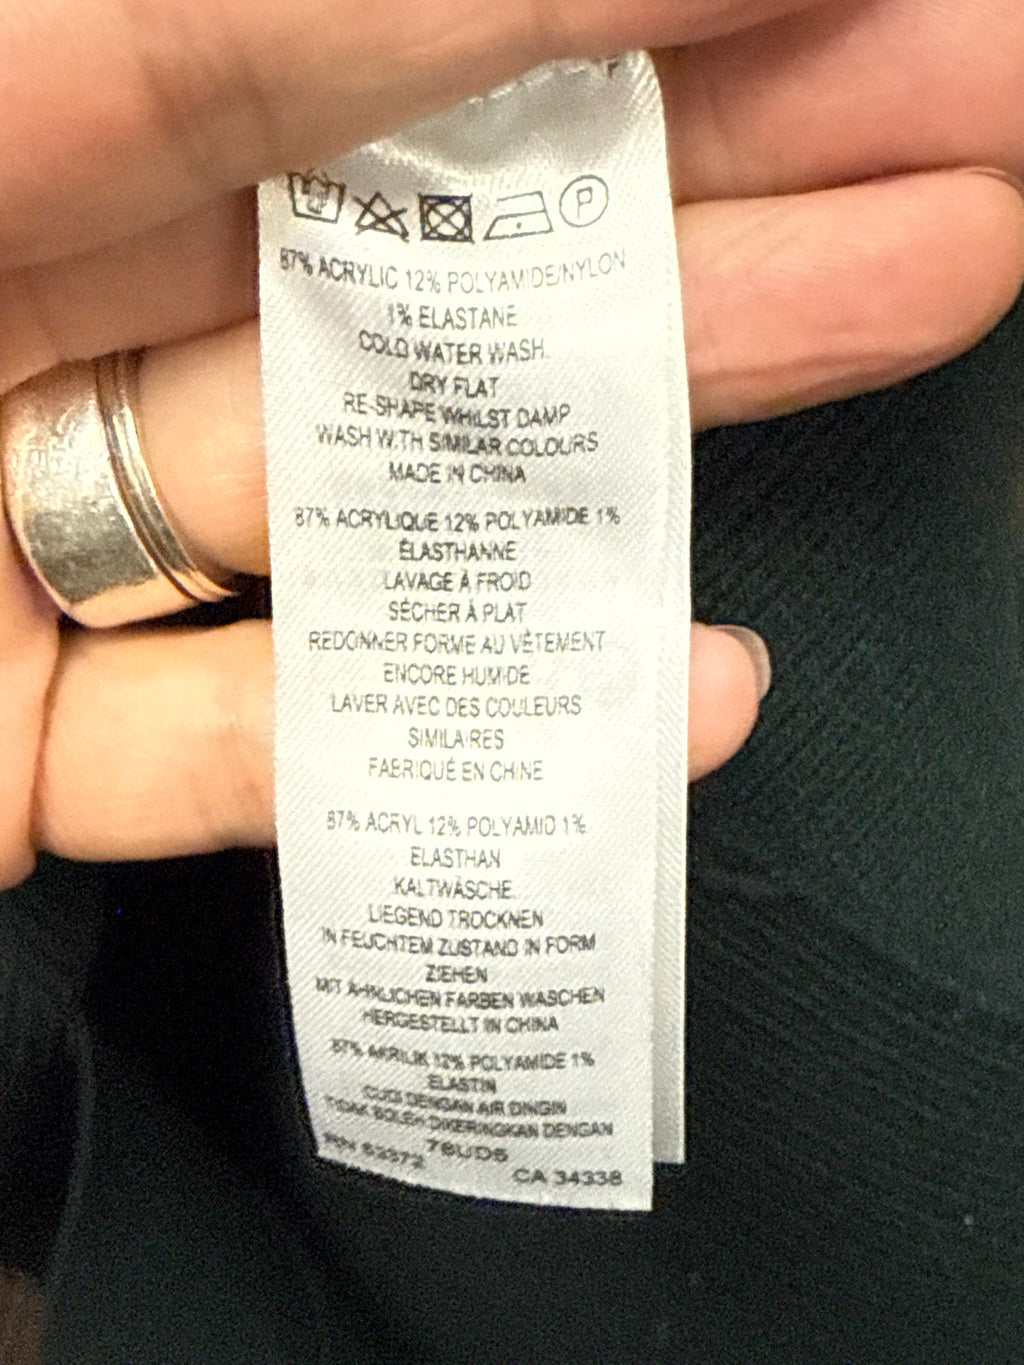 P
87% ACRYLIC 12% POLYAMIDE/NYLON
1% ELASTANE
COLD WATER WASH.
DRY FLAT
RE-SHAPE WHILST DAMP
WASH WITH SIMILAR COLOURS
MADE IN CHINA
87% ACRYLIQUE 12% POLYAMIDE 1%
ÉLASTHANNE
LAVAGE À FROID
SÉCHER À PLAT
REDONNER FORME AU VÊTEMENT
ENCORE HUMIDE
LAVER AVEC DES COULEURS
SIMILAIRES
FABRIQUÉ EN CHINE
87% ACRYL 12% POLYAMID 1%
ELASTHAN
KALTWÄSCHE.
LIEGEND TROCKNEN
IN FEUCHTEM ZUSTAND IN FORM
ZIEHEN
MIT ÄHNLICHEN FARBEN WASCHEN
HERGESTELLT IN CHINA
87% AKRILIK 12% POLYAMIDE 1%
ELASTIN
CUCI DENGAN AIR DINGIN
TIDAK BOLEH DIKERINGKAN DENGAN
78UD5
RN 62372
CA 34338